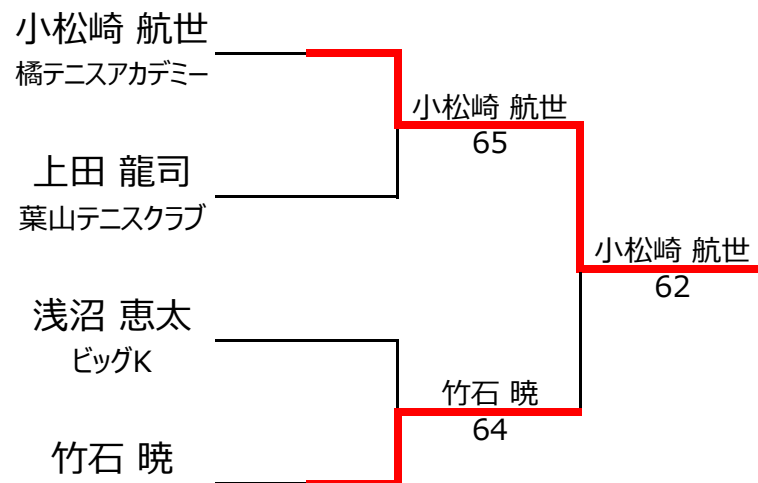 小松崎 航世
橘テニスアカデミー
小松崎 航世
65
上田 龍司
葉山テニスクラブ
小松崎 航世
62
浅沼 恵太
ビッグK
竹石 暁
64
竹石 暁